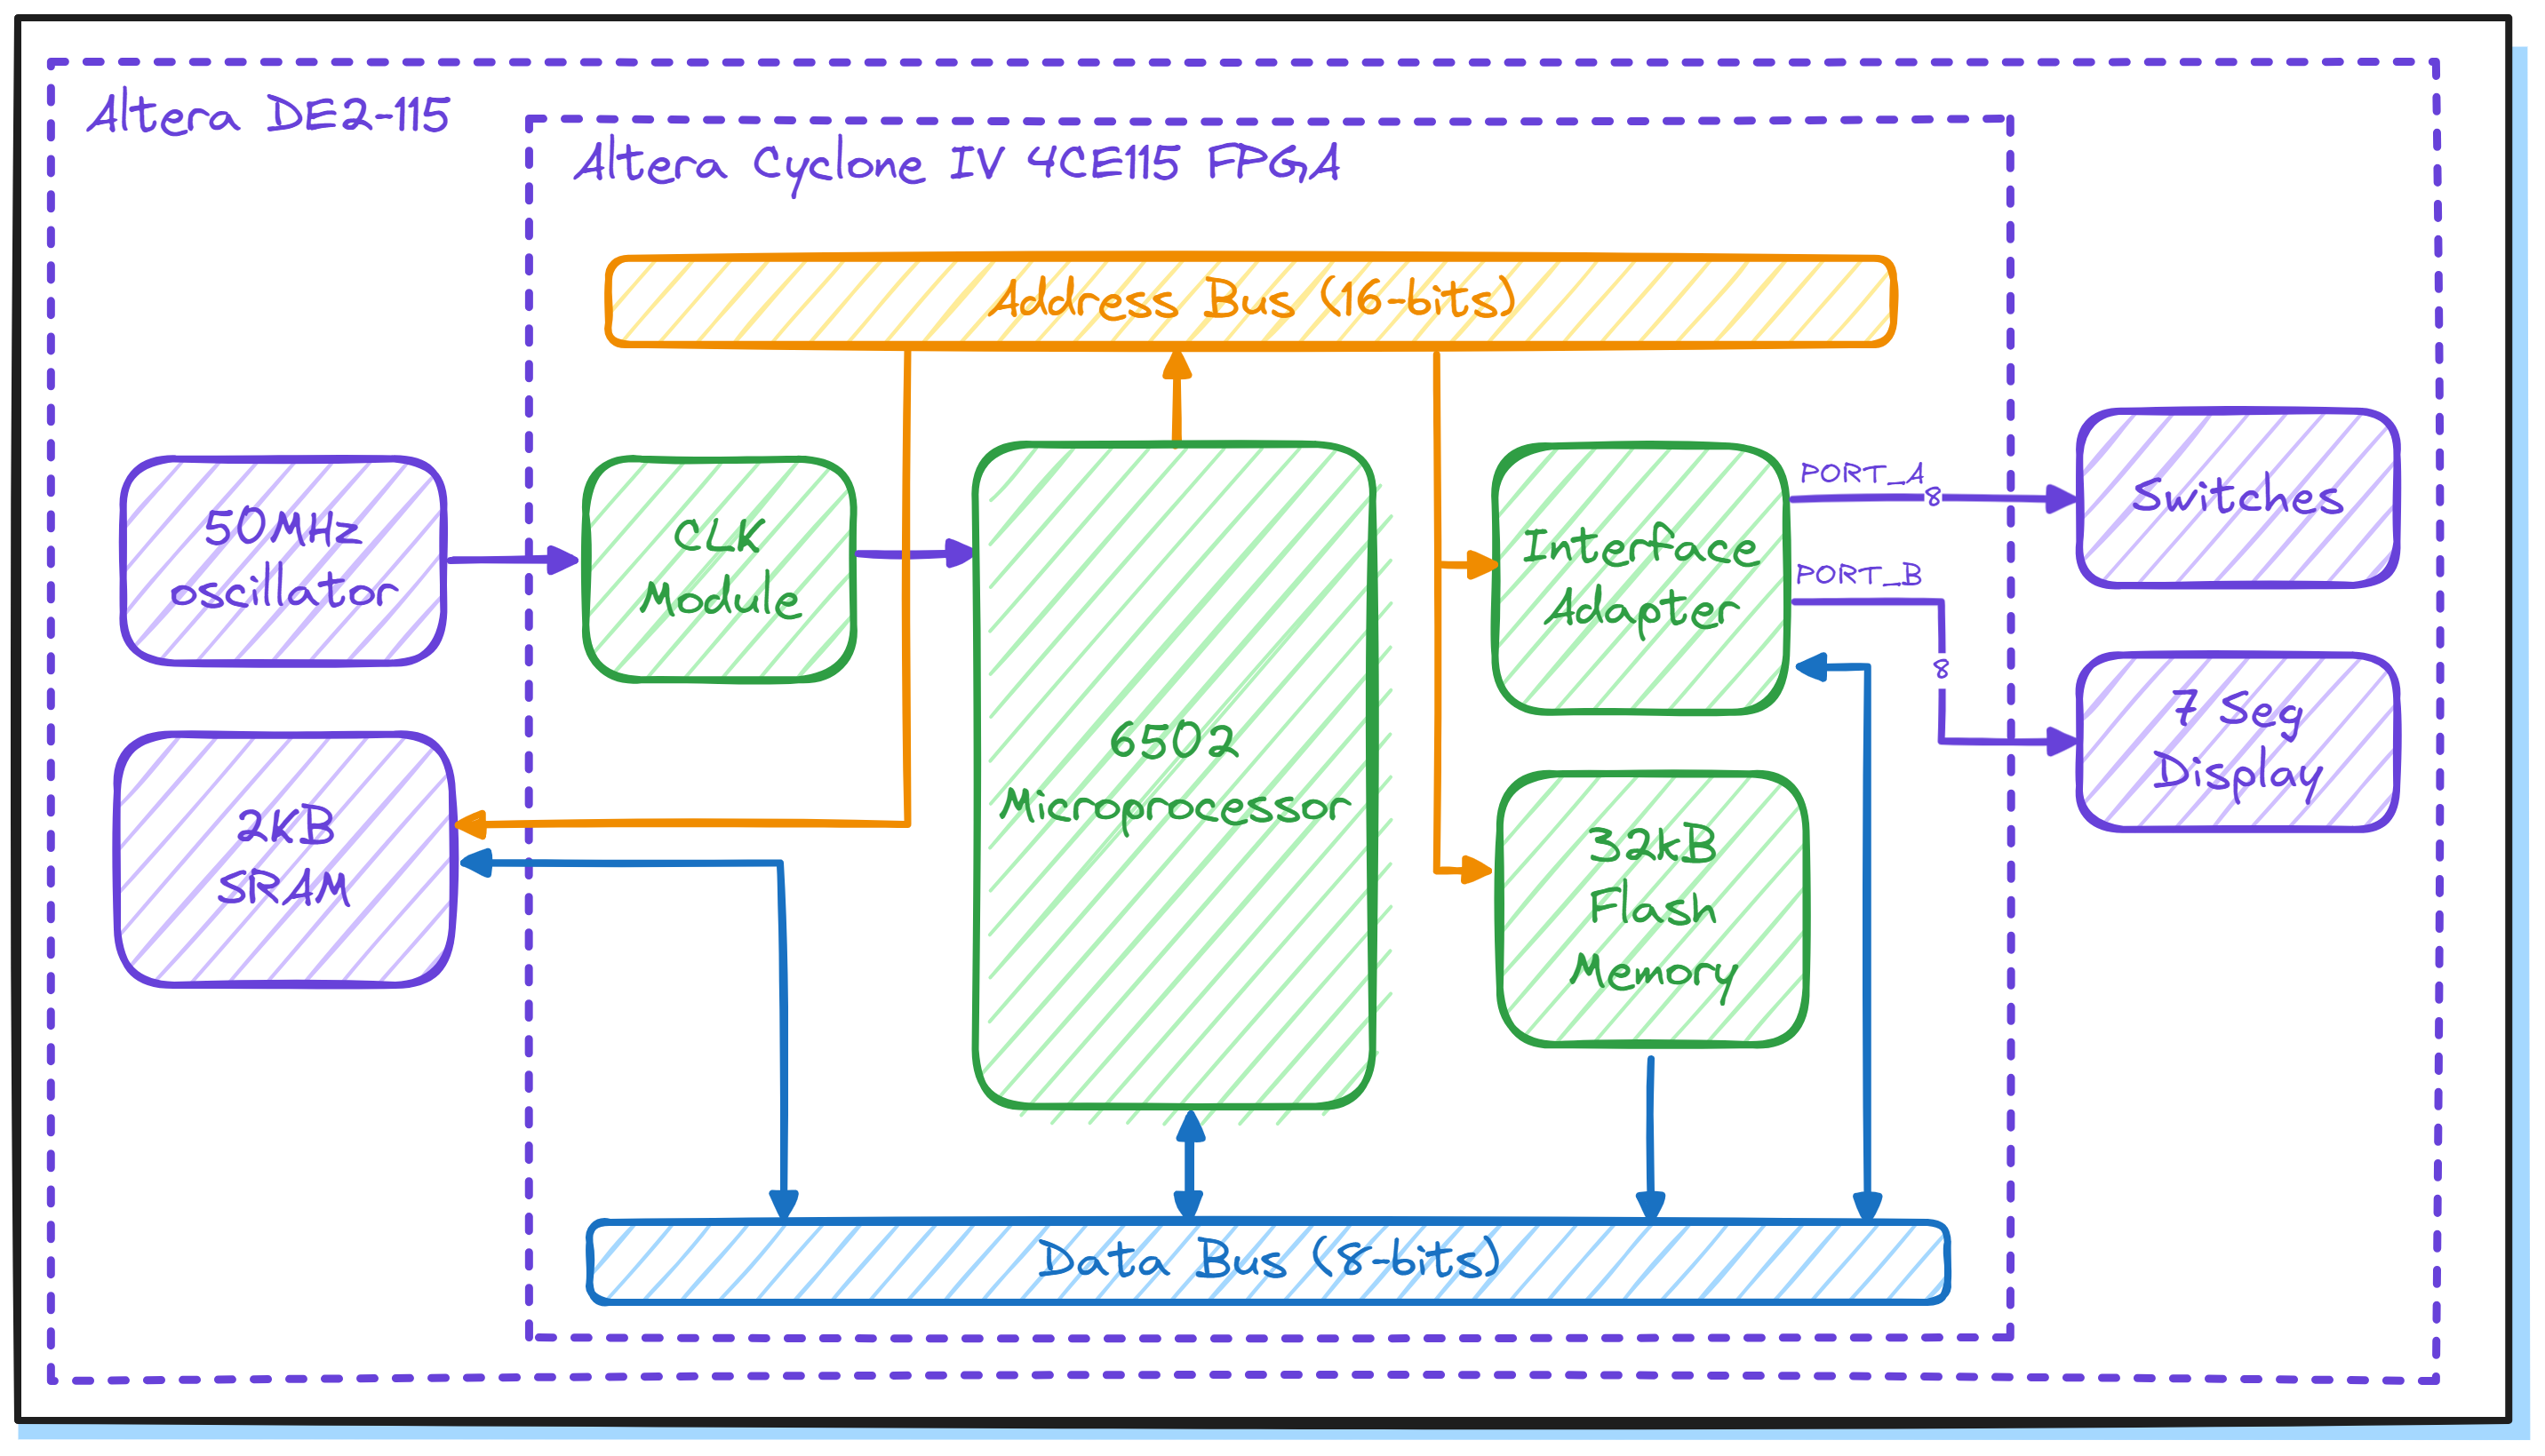 Altera DE2-115
Altera Cyclone IV 4CE115 FPGA
Address Bus (16-bits)
50MHz
oscillator
CLK
Module
6502
Microprocessor
Interface
Adapter
PORT_A
8
PORT_B
8
Switches
7 Seg
Display
2KB
SRAM
32kB
Flash
Memory
Data Bus (8-bits)